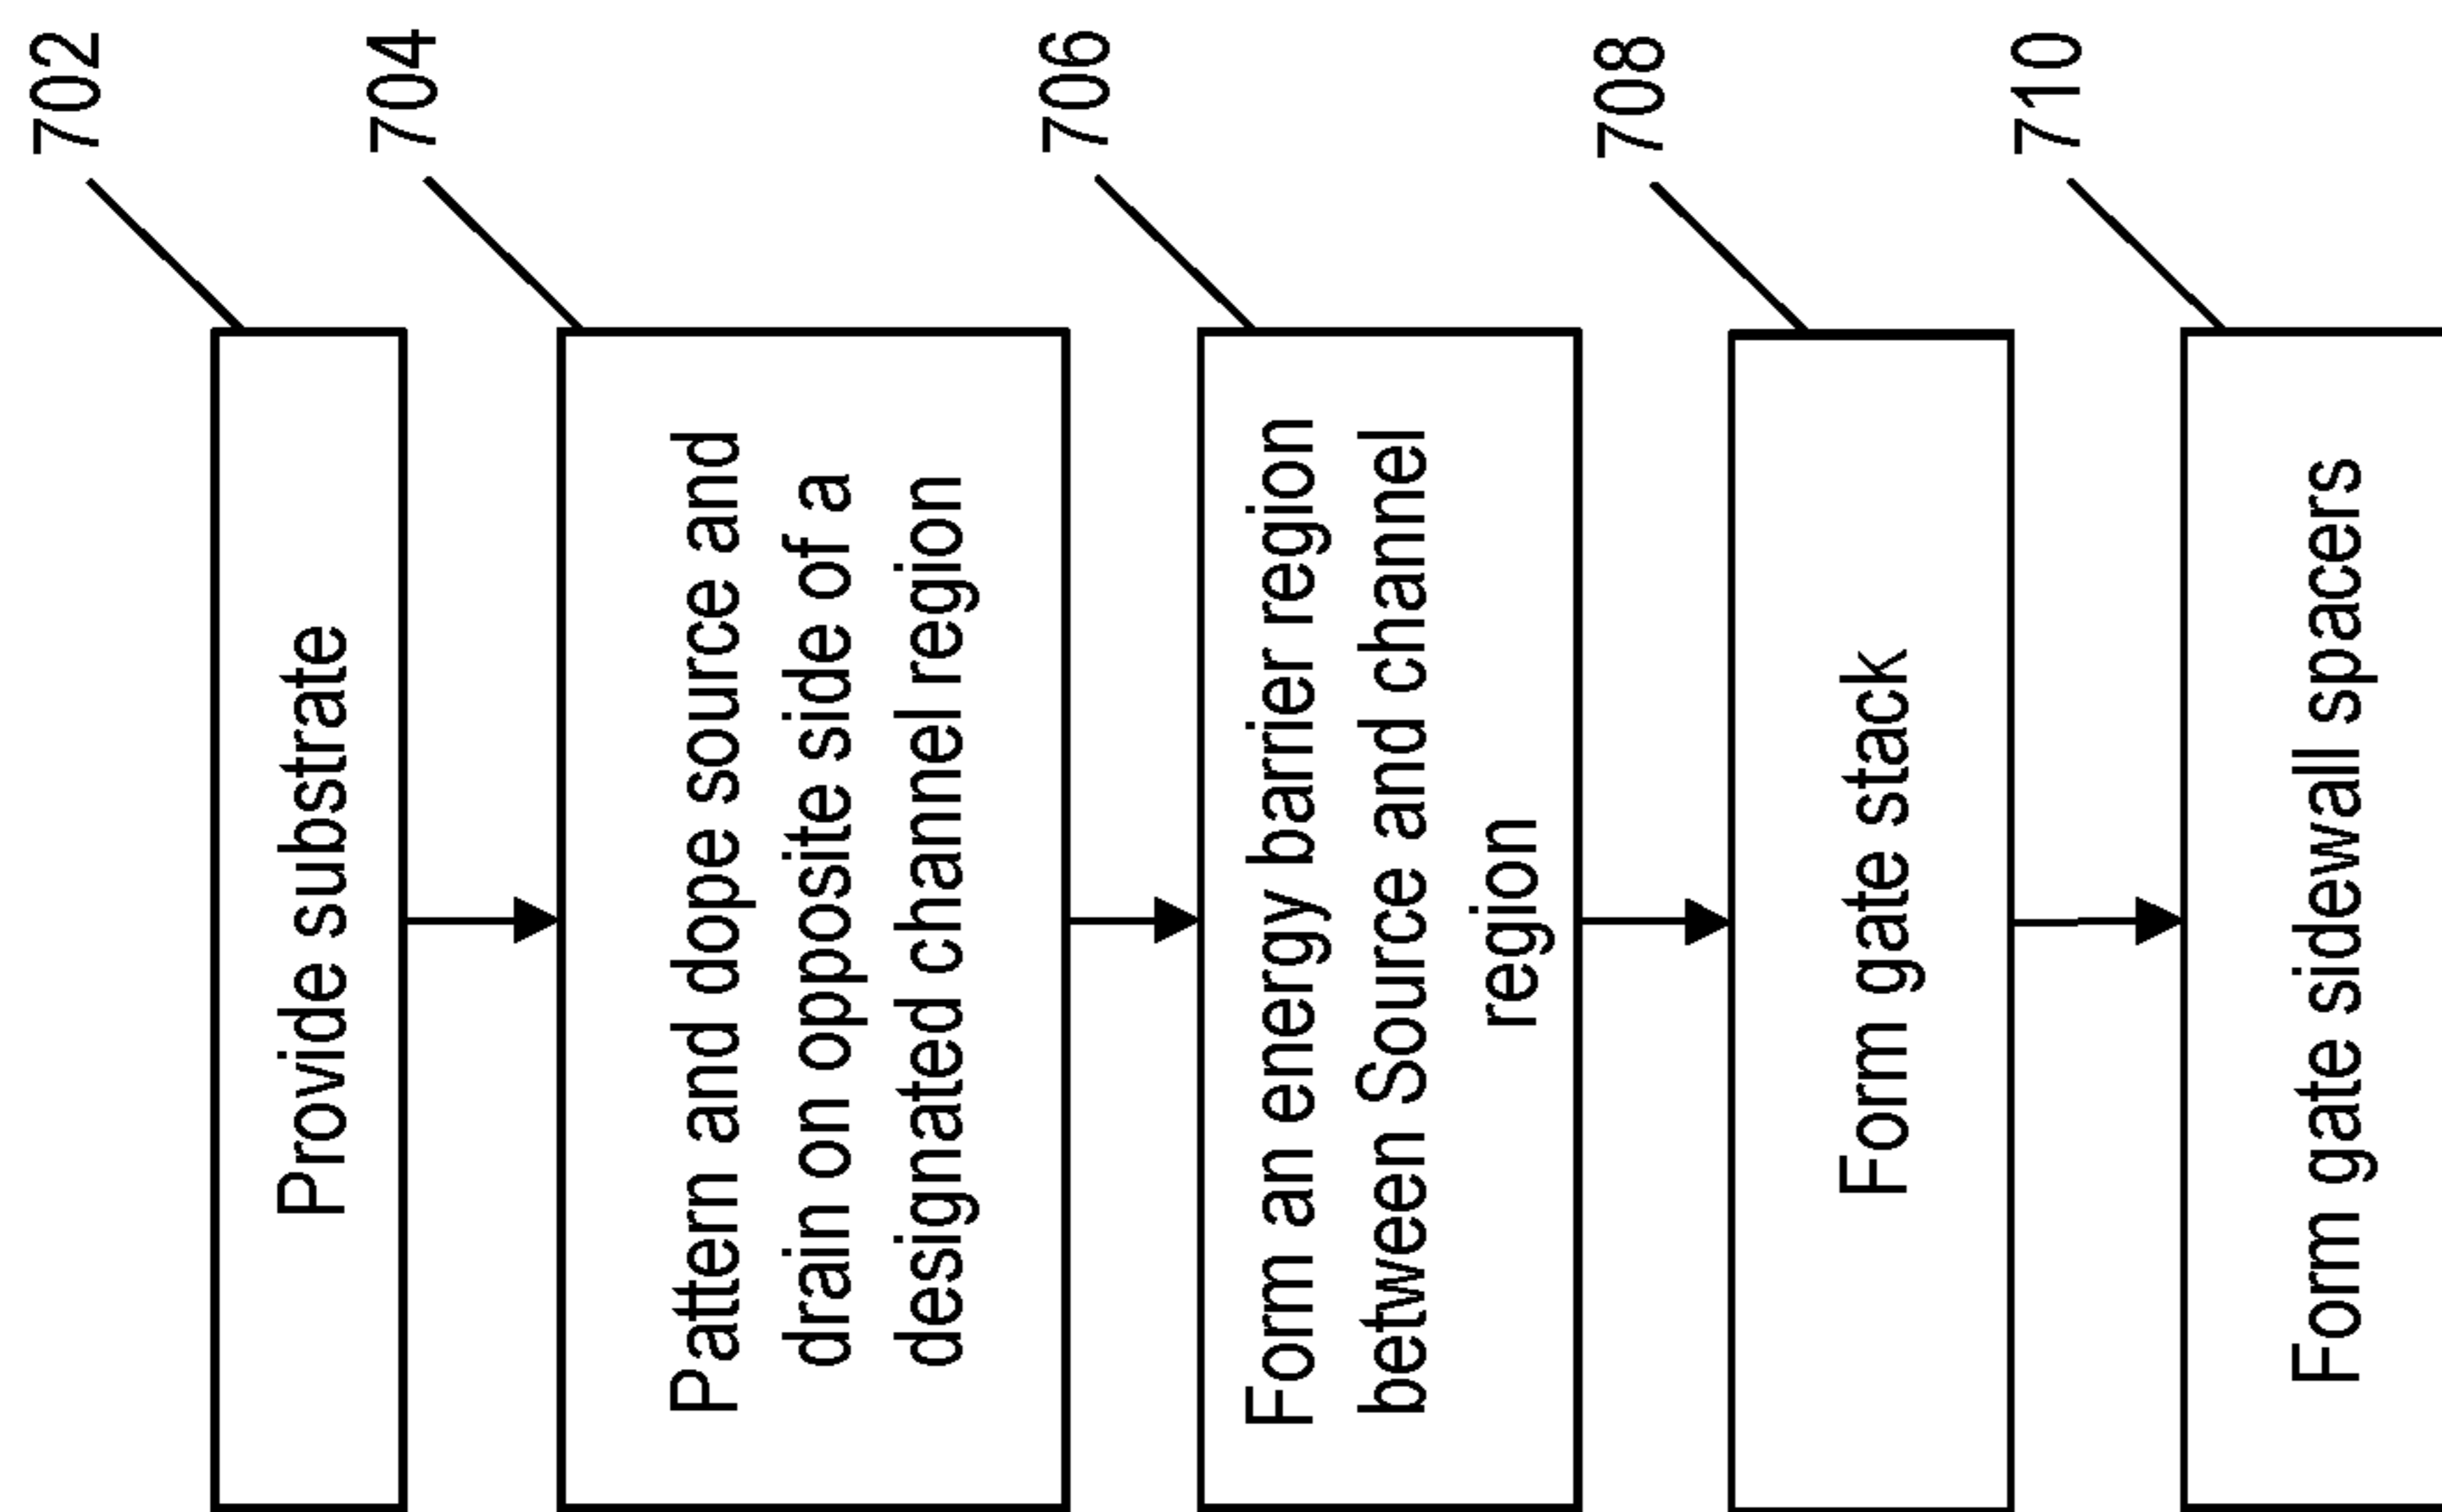 702
Provide substrate
704
Pattern and dope source and
drain on opposite side of a
designated channel region
706
Form an energy barrier region
between Source and channel
region
708
Form gate stack
710
Form gate sidewall spacers